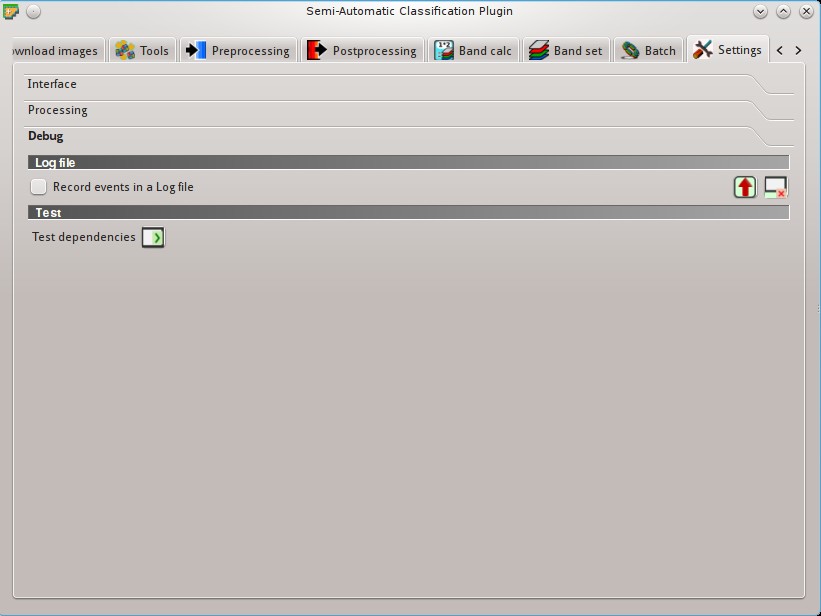 Semi-Automatic Classification Plugin
wnload images Tools Preprocessing Postprocessing Band calc Band set Batch Settings
Interface
Processing
Debug
Log file
Record events in a Log file
Test
Test dependencies